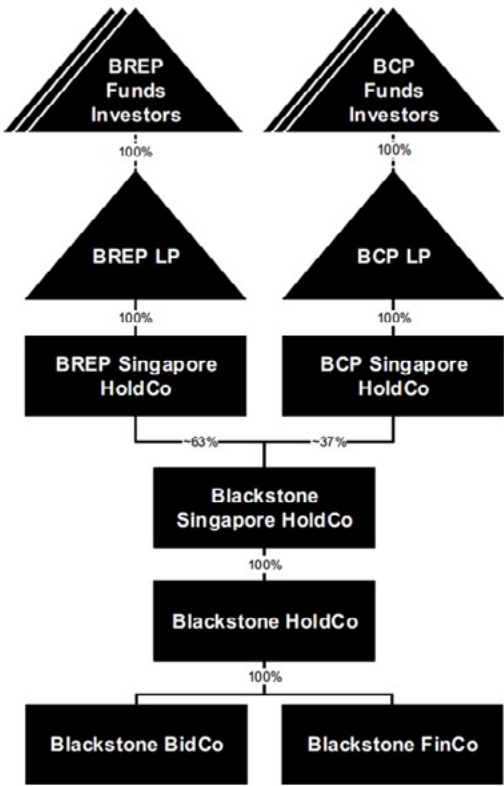 BREP
Funds
Investors
BCP
Funds
Investors
100%
100%
BREP LP
BCP LP
100%
100%
BREP Singapore
HoldCo
BCP Singapore
HoldCo
~63%
~37%
Blackstone
Singapore HoldCo
100%
Blackstone HoldCo
100%
Blackstone BidCo
Blackstone FinCo